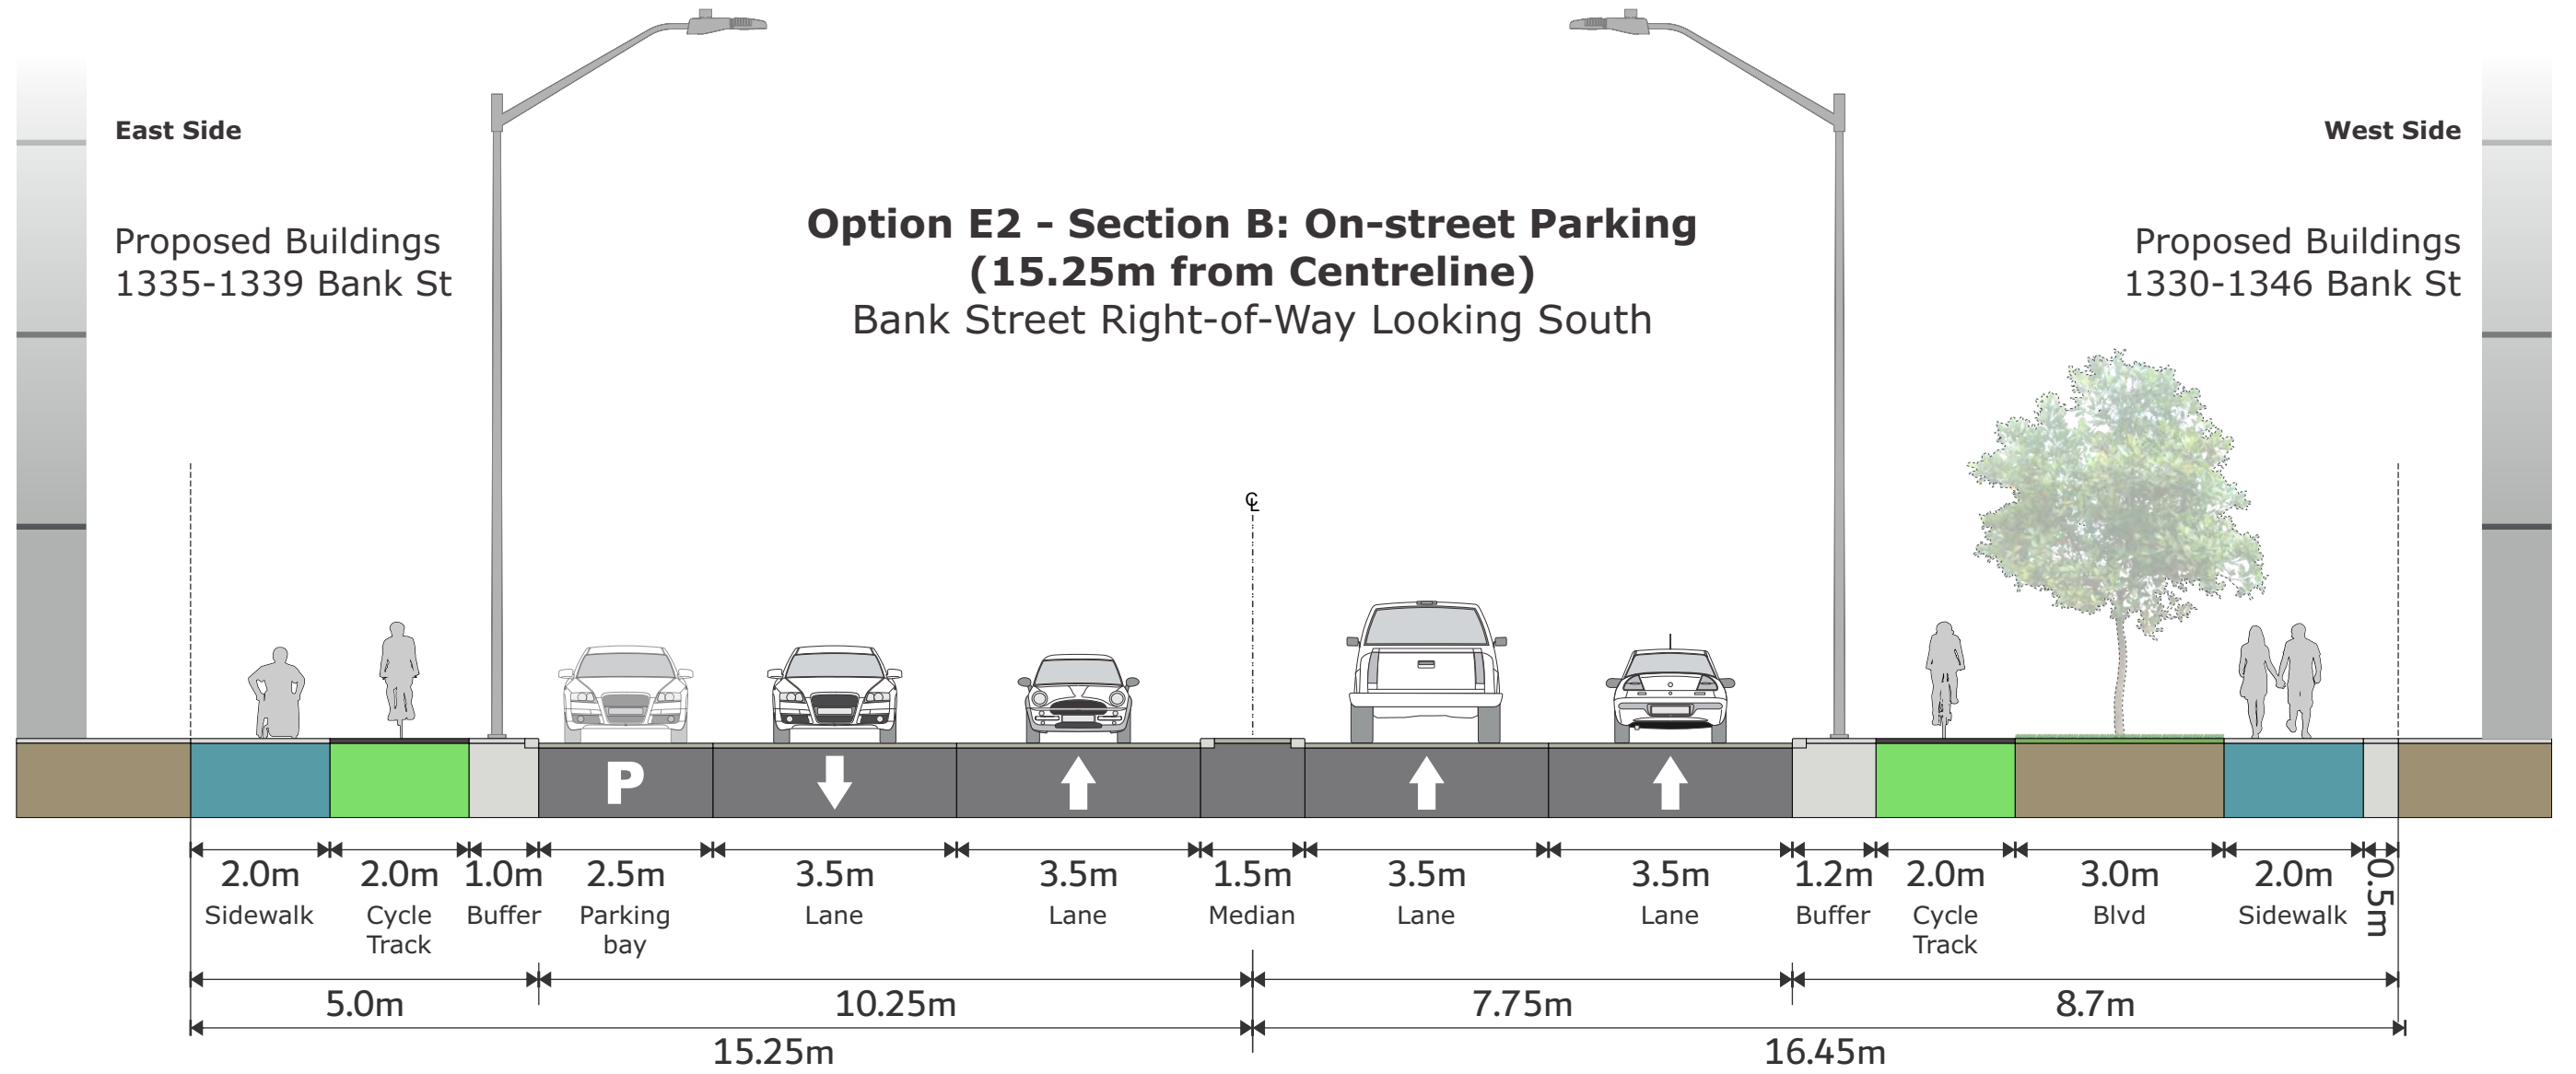 East Side
West Side
Proposed Buildings
1335-1339 Bank St
Option E2 - Section B: On-street Parking
(15.25m from Centreline)
Bank Street Right-of-Way Looking South
Proposed Buildings
1330-1346 Bank St
℄
P
2.0m
Sidewalk
2.0m
Cycle
Track
1.0m
Buffer
2.5m
Parking
bay
3.5m
Lane
3.5m
Lane
1.5m
Median
3.5m
Lane
3.5m
Lane
1.2m
Buffer
2.0m
Cycle
Track
3.0m
Blvd
2.0m
Sidewalk
0.5m
5.0m
10.25m
7.75m
8.7m
15.25m
16.45m